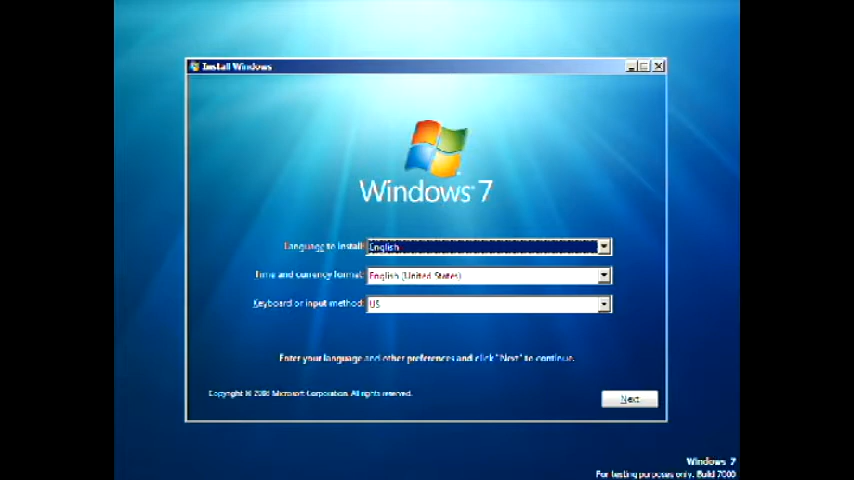 Install Windows
Windows 7
Language to install: English
Time and currency format: English (United States)
Keyboard or input method: US
Enter your language and other preferences and click "Next" to continue.
Copyright © 2008 Microsoft Corporation. All rights reserved.
Next
Windows 7
For testing purposes only. Build 7000